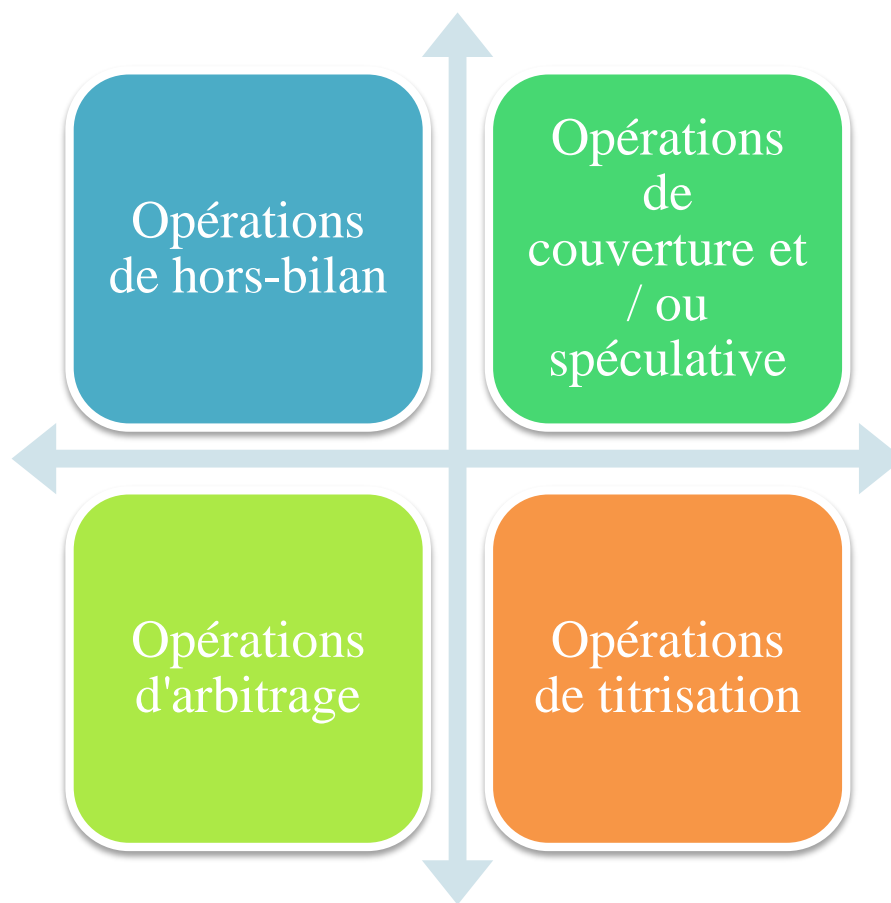 Opérations
de hors-bilan
Opérations
de
couverture et
/ ou
spéculative
Opérations
d'arbitrage
Opérations
de titrisation